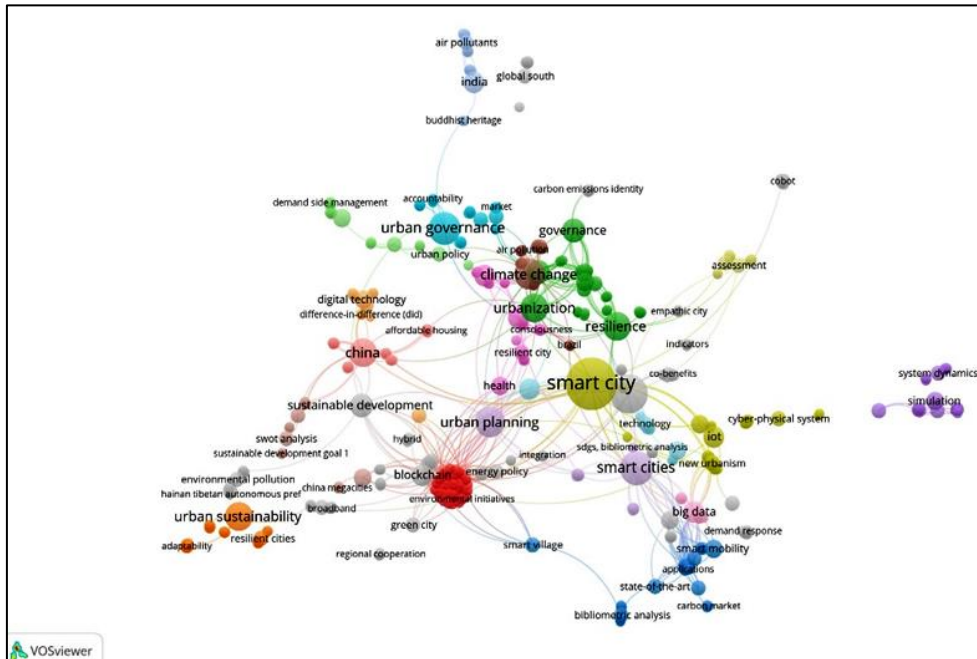 air pollutants
global south
india
buddhist heritage
cobot
carbon emissions identity
demand side management
accountability
market
urban governance
governance
air pollution
urban policy
assessment
climate change
digital technology
urbanization
difference-in-difference (did)
empathic city
resilience
consciousness
affordable housing
brazil
indicators
china
resilient city
co-benefits
system dynamics
smart city
health
simulation
sustainable development
cyber-physical system
urban planning
technology
iot
hybrid
swot analysis
sdgs, bibliometric analysis
sustainable development goal 1
integration
new urbanism
smart cities
blockchain
energy policy
environmental pollution
china megacities
environmental initiatives
hainan tibetan autonomous pref
broadband
big data
urban sustainability
green city
demand response
resilient cities
adaptability
smart village
smart mobility
regional cooperation
applications
state-of-the-art
carbon market
bibliometric analysis
VOSviewer